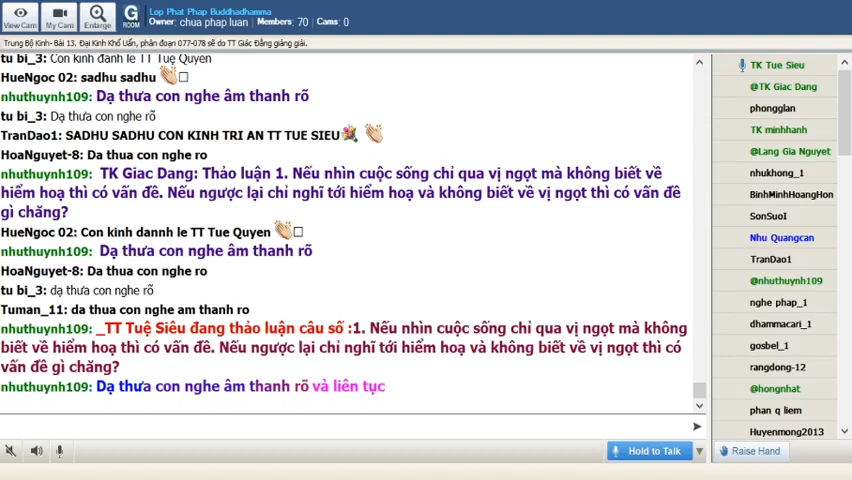 Lop Phat Phap Buddhadhamma
Owner: chua phap luan Members: 70 Cams: 0
View Cam
My Cam
Enlarge
G
ROOM
Trung Bộ Kinh- Bài 13. Đại Kinh Khổ Uẩn, phân đoạn 077-078 sẽ do TT Giác Đẳng giảng giải.
tu bi_3: Con kinh đanh le TT Tuệ Quyen
HueNgoc 02: sadhu sadhu
nhuthuynh109: Dạ thưa con nghe âm thanh rõ
tu bi_3: Dạ thưa con nghe rõ
TranDao1: SADHU SADHU CON KINH TRI AN TT TUE SIEU
HoaNguyet-8: Da thua con nghe ro
nhuthuynh109: TK Giac Dang: Thảo luận 1. Nếu nhìn cuộc sống chỉ qua vị ngọt mà không biết về
hiểm hoạ thì có vấn đề. Nếu ngược lại chỉ nghĩ tới hiểm hoạ và không biết về vị ngọt thì có vấn đề
gì chăng?
HueNgoc 02: Con kinh dannh le TT Tue Quyen
nhuthuynh109: Dạ thưa con nghe âm thanh rõ
HoaNguyet-8: Da thua con nghe ro
tu bi_3: dạ thưa con nghe rõ
Tuman_11: da thua con nghe am thanh ro
nhuthuynh109: _TT Tuệ Siêu đang thảo luận câu số :1. Nếu nhìn cuộc sống chỉ qua vị ngọt mà không
biết về hiểm hoạ thì có vấn đề. Nếu ngược lại chỉ nghĩ tới hiểm hoạ và không biết về vị ngọt thì có
vấn đề gì chăng?
nhuthuynh109: Dạ thưa con nghe âm thanh rõ và liên tục
Hold to Talk
TK Tue Sieu
@TK Giac Dang
phongglan
TK minhhanh
@Lang Gia Nguyet
nhukhong_1
BinhMinhHoangHon
SonSuoI
Nhu Quangcan
TranDao1
@nhuthuynh109
nghe phap_1
dhammacari_1
gosbel_1
rangdong-12
@hongnhat
phan q liem
Huyenmong2013
Raise Hand